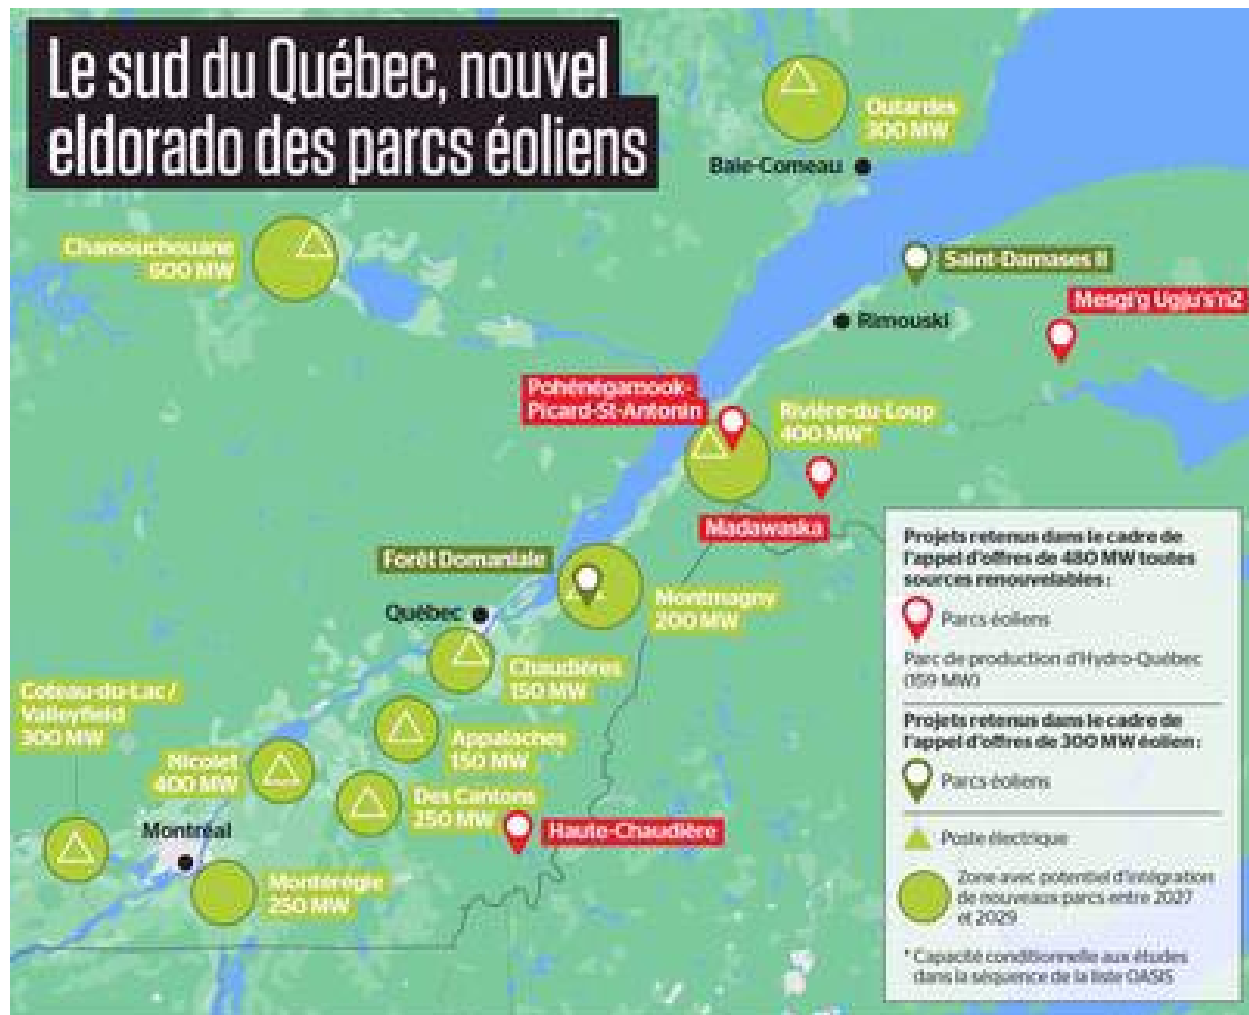 Le sud du Québec, nouvel
eldorado des parcs éoliens
Outardes
300 MW
Baie-Comeau
Chamouchouane
600 MW
Saint-Damases II
Mesgi'g Ugju's'n2
Rimouski
Pohénégamook-
Picard-St-Antonin
Rivière-du-Loup
400 MW*
Madawaska
Forêt Domaniale
Québec
Montmagny
200 MW
Chaudières
150 MW
Coteau-du-Lac /
Valleyfield
300 MW
Appalaches
150 MW
Nicolet
400 MW
Des Cantons
250 MW
Haute-Chaudière
Montréal
Montérégie
250 MW
Projets retenus dans le cadre de
l'appel d'offres de 480 MW toutes
sources renouvelables :
Parcs éoliens
Parc de production d'Hydro-Québec
(159 MW)
Projets retenus dans le cadre de
l'appel d'offres de 300 MW éolien :
Parcs éoliens
Poste électrique
Zone avec potentiel d'intégration
de nouveaux parcs entre 2027
et 2029
* Capacité conditionnelle aux études
dans la séquence de la liste OASIS